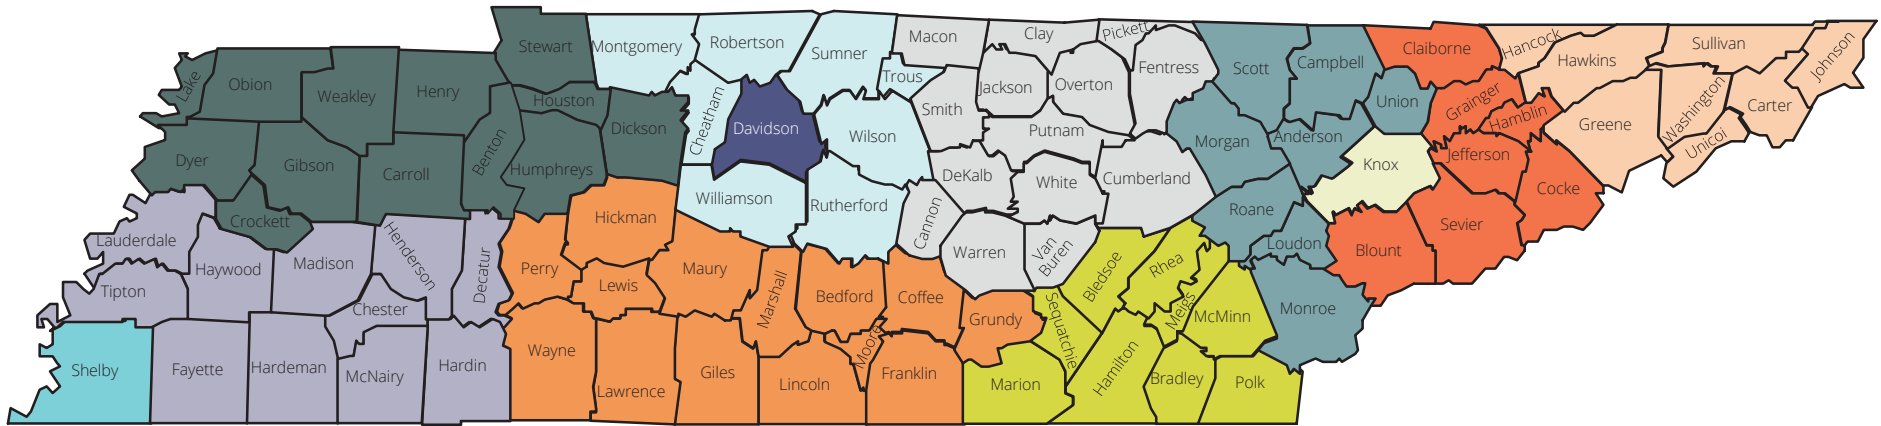 Lake
Obion
Weakley
Henry
Stewart
Montgomery
Robertson
Sumner
Macon
Clay
Pickett
Scott
Campbell
Claiborne
Hancock
Hawkins
Sullivan
Johnson
Dyer
Gibson
Carroll
Benton
Houston
Humphreys
Dickson
Cheatham
Davidson
Trous
Wilson
Smith
Jackson
Overton
Fentress
Putnam
Morgan
Anderson
Union
Grainger
Hamblin
Greene
Washington
Unicoi
Carter
Crockett
Lauderdale
Haywood
Madison
Henderson
Decatur
Perry
Hickman
Williamson
Rutherford
Cannon
DeKalb
White
Cumberland
Roane
Loudon
Knox
Jefferson
Cocke
Sevier
Blount
Tipton
Chester
Lewis
Maury
Marshall
Bedford
Coffee
Warren
Van
Buren
Bledsoe
Rhea
Meigs
McMinn
Monroe
Shelby
Fayette
Hardeman
McNairy
Hardin
Wayne
Lawrence
Giles
Lincoln
Moore
Franklin
Grundy
Sequatchie
Marion
Hamilton
Bradley
Polk